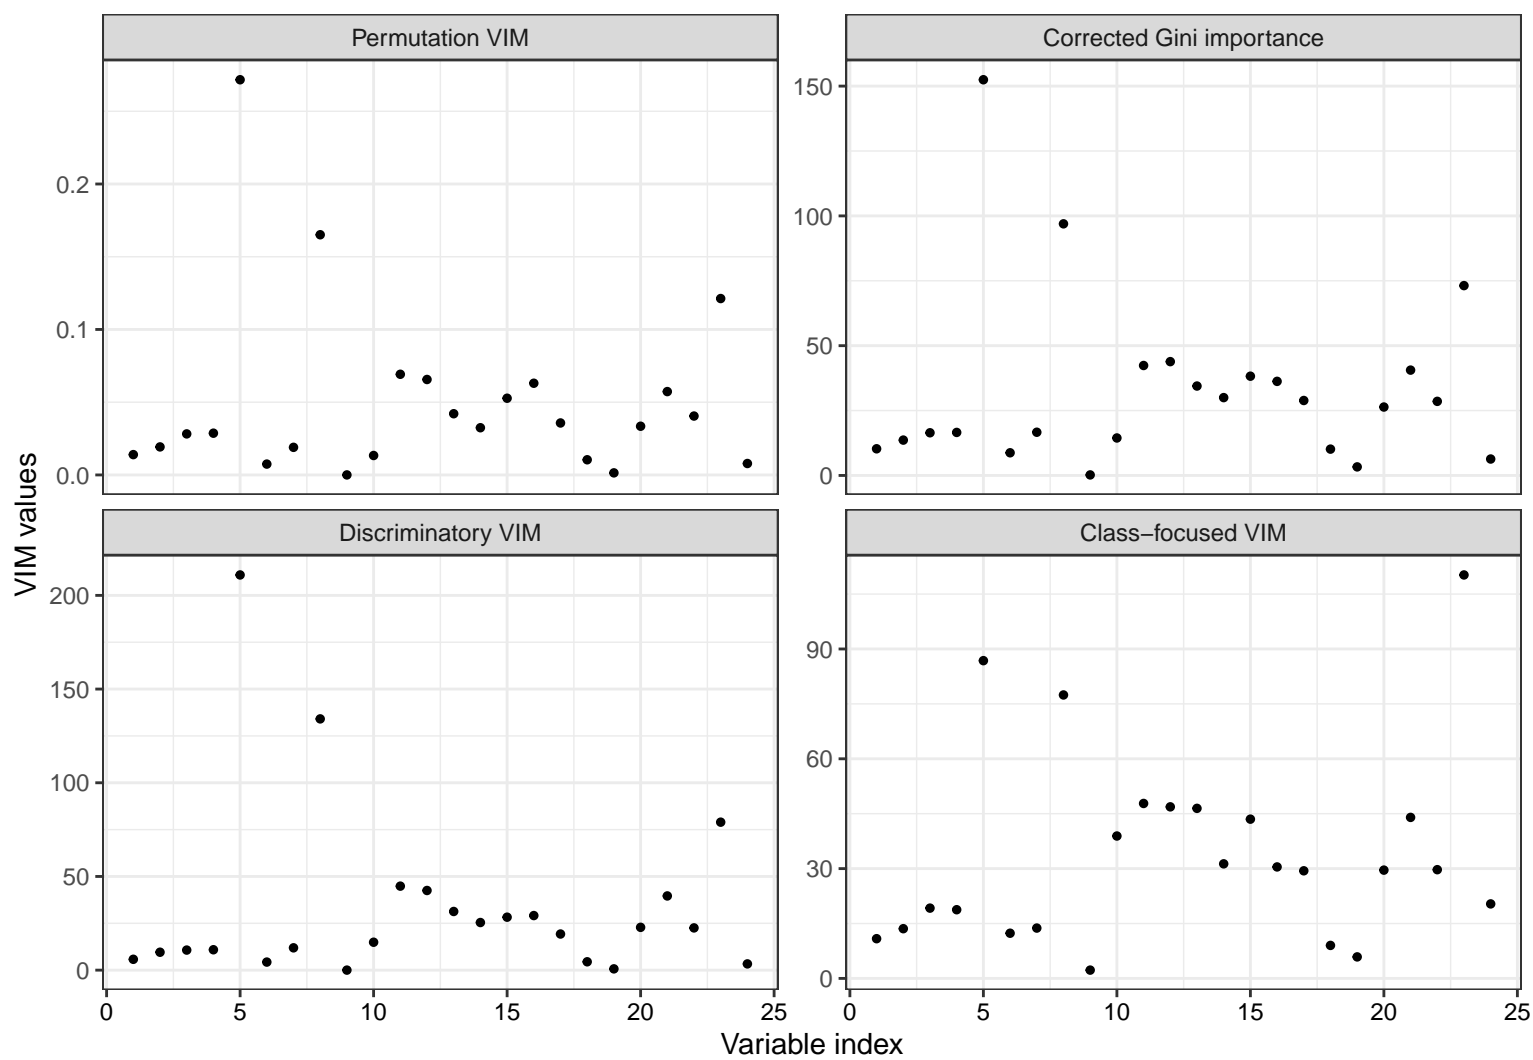 Permutation VIM
Corrected Gini importance
0.2
0.1
0.0
150
100
50
0
Discriminatory VIM
Class−focused VIM
200
150
100
50
0
90
60
30
0
0 5 10 15 20 25
0 5 10 15 20 25
Variable index
VIM values